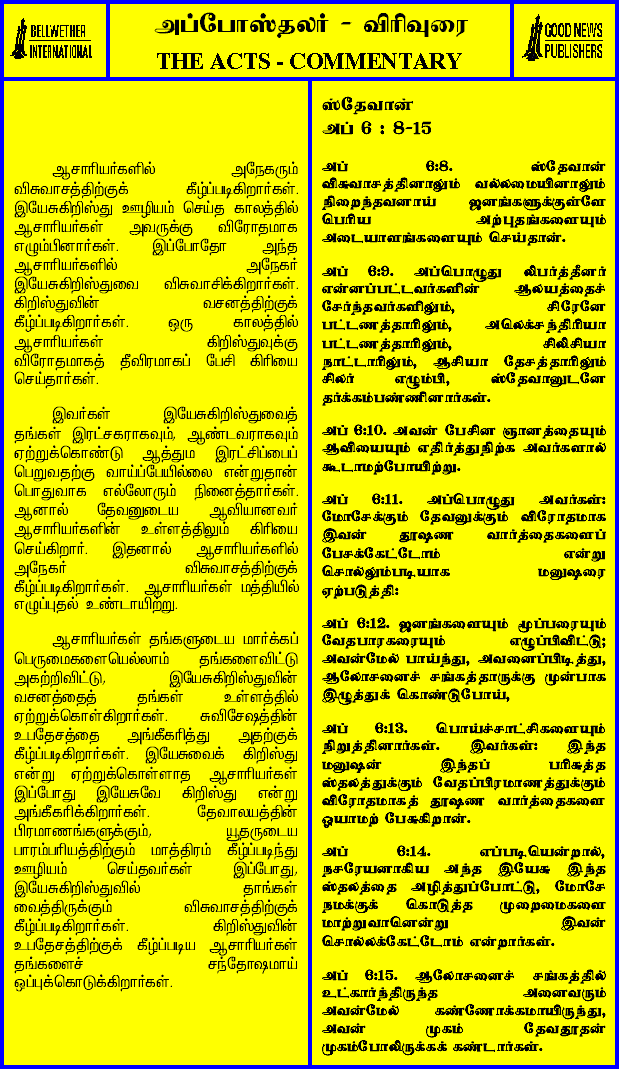 BELLWETHER
INTERNATIONAL
அப்போஸ்தலர் - விரிவுரை
THE ACTS - COMMENTARY
GOOD NEWS
PUBLISHERS
ஆசாரியர்களில் அநேகரும்
விசுவாசத்திற்குக் கீழ்ப்படிகிறார்கள்.
இயேசுகிறிஸ்து ஊழியம் செய்த காலத்தில்
ஆசாரியர்கள் அவருக்கு விரோதமாக
எழும்பினார்கள். இப்போதோ அந்த
ஆசாரியர்களில் அநேகர்
இயேசுகிறிஸ்துவை விசுவாசிக்கிறார்கள்.
கிறிஸ்துவின் வசனத்திற்குக்
கீழ்ப்படிகிறார்கள். ஒரு காலத்தில்
ஆசாரியர்கள் கிறிஸ்துவுக்கு
விரோதமாகத் தீவிரமாகப் பேசி கிரியை
செய்தார்கள்.
இவர்கள் இயேசுகிறிஸ்துவைத்
தங்கள் இரட்சகராகவும், ஆண்டவராகவும்
ஏற்றுக்கொண்டு ஆத்தும இரட்சிப்பைப்
பெறுவதற்கு வாய்ப்பேயில்லை என்றுதான்
பொதுவாக எல்லோரும் நினைத்தார்கள்.
ஆனால் தேவனுடைய ஆவியானவர்
ஆசாரியர்களின் உள்ளத்திலும் கிரியை
செய்கிறார். இதனால் ஆசாரியர்களில்
அநேகர் விசுவாசத்திற்குக்
கீழ்ப்படிகிறார்கள். ஆசாரியர்கள் மத்தியில்
எழுப்புதல் உண்டாயிற்று.
ஆசாரியர்கள் தங்களுடைய மார்க்கப்
பெருமைகளையெல்லாம் தங்களைவிட்டு
அகற்றிவிட்டு, இயேசுகிறிஸ்துவின்
வசனத்தைத் தங்கள் உள்ளத்தில்
ஏற்றுக்கொள்கிறார்கள். சுவிசேஷத்தின்
உபதேசத்தை அங்கீகரித்து அதற்குக்
கீழ்ப்படிகிறார்கள். இயேசுவைக் கிறிஸ்து
என்று ஏற்றுக்கொள்ளாத ஆசாரியர்கள்
இப்போது இயேசுவே கிறிஸ்து என்று
அங்கீகரிக்கிறார்கள். தேவாலயத்தின்
பிரமாணங்களுக்கும், யூதருடைய
பாரம்பரியத்திற்கும் மாத்திரம் கீழ்படிந்து
ஊழியம் செய்தவர்கள் இப்போது,
இயேசுகிறிஸ்துவில் தாங்கள்
வைத்திருக்கும் விசுவாசத்திற்குக்
கீழ்ப்படிகிறார்கள். கிறிஸ்துவின்
உபதேசத்திற்குக் கீழ்ப்படிய ஆசாரியர்கள்
தங்களைச் சந்தோஷமாய்
ஒப்புக்கொடுக்கிறார்கள்.
ஸ்தேவான்
அப் 6 : 8-15
அப் 6:8. ஸ்தேவான்
விசுவாசத்தினாலும் வல்லமையினாலும்
நிறைந்தவனாய் ஜனங்களுக்குள்ளே
பெரிய அற்புதங்களையும்
அடையாளங்களையும் செய்தான்.
அப் 6:9. அப்பொழுது லிபர்த்தீனர்
என்னப்பட்டவர்களின் ஆலயத்தைச்
சேர்ந்தவர்களிலும், சிரேனே
பட்டணத்தாரிலும், அலெக்சந்திரியா
பட்டணத்தாரிலும், சிலிசியா
நாட்டாரிலும், ஆசியா தேசத்தாரிலும்
சிலர் எழும்பி, ஸ்தேவானுடனே
தர்க்கம்பண்ணினார்கள்.
அப் 6:10. அவன் பேசின ஞானத்தையும்
ஆவியையும் எதிர்த்துநிற்க அவர்களால்
கூடாமற்போயிற்று.
அப் 6:11. அப்பொழுது அவர்கள்:
மோசேக்கும் தேவனுக்கும் விரோதமாக
இவன் தூஷண வார்த்தைகளைப்
பேசக்கேட்டோம் என்று
சொல்லும்படியாக மனுஷரை
ஏற்படுத்தி:
அப் 6:12. ஜனங்களையும் மூப்பரையும்
வேதபாரகரையும் எழுப்பிவிட்டு;
அவன்மேல் பாய்ந்து, அவனைப்பிடித்து,
ஆலோசனைச் சங்கத்தாருக்கு முன்பாக
இழுத்துக் கொண்டுபோய்,
அப் 6:13. பொய்ச்சாட்சிகளையும்
நிறுத்தினார்கள். இவர்கள்: இந்த
மனுஷன் இந்தப் பரிசுத்த
ஸ்தலத்துக்கும் வேதப்பிரமாணத்துக்கும்
விரோதமாகத் தூஷண வார்த்தைகளை
ஓயாமற் பேசுகிறான்.
அப் 6:14. எப்படியென்றால்,
நசரேயனாகிய அந்த இயேசு இந்த
ஸ்தலத்தை அழித்துப்போட்டு, மோசே
நமக்குக் கொடுத்த முறைமைகளை
மாற்றுவானென்று இவன்
சொல்லக்கேட்டோம் என்றார்கள்.
அப் 6:15. ஆலோசனைச் சங்கத்தில்
உட்கார்ந்திருந்த அனைவரும்
அவன்மேல் கண்ணோக்கமாயிருந்து,
அவன் முகம் தேவதூதன்
முகம்போலிருக்கக் கண்டார்கள்.